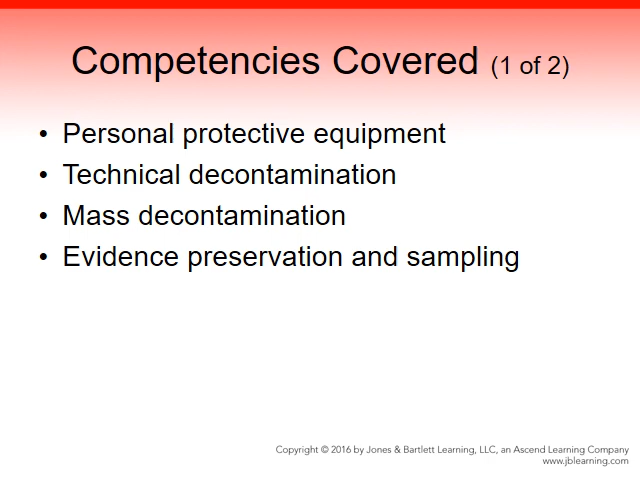 Competencies Covered (1 of 2)
• Personal protective equipment
• Technical decontamination
• Mass decontamination
• Evidence preservation and sampling
Copyright © 2016 by Jones & Bartlett Learning, LLC, an Ascend Learning Company
www.jblearning.com